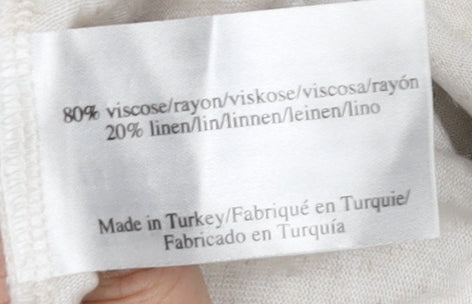 80% viscose/rayon/viskose/viscosa/rayón
20% linen/lin/linnen/leinen/lino
Made in Turkey/Fabriqué en Turquie/
Fabricado en Turquía